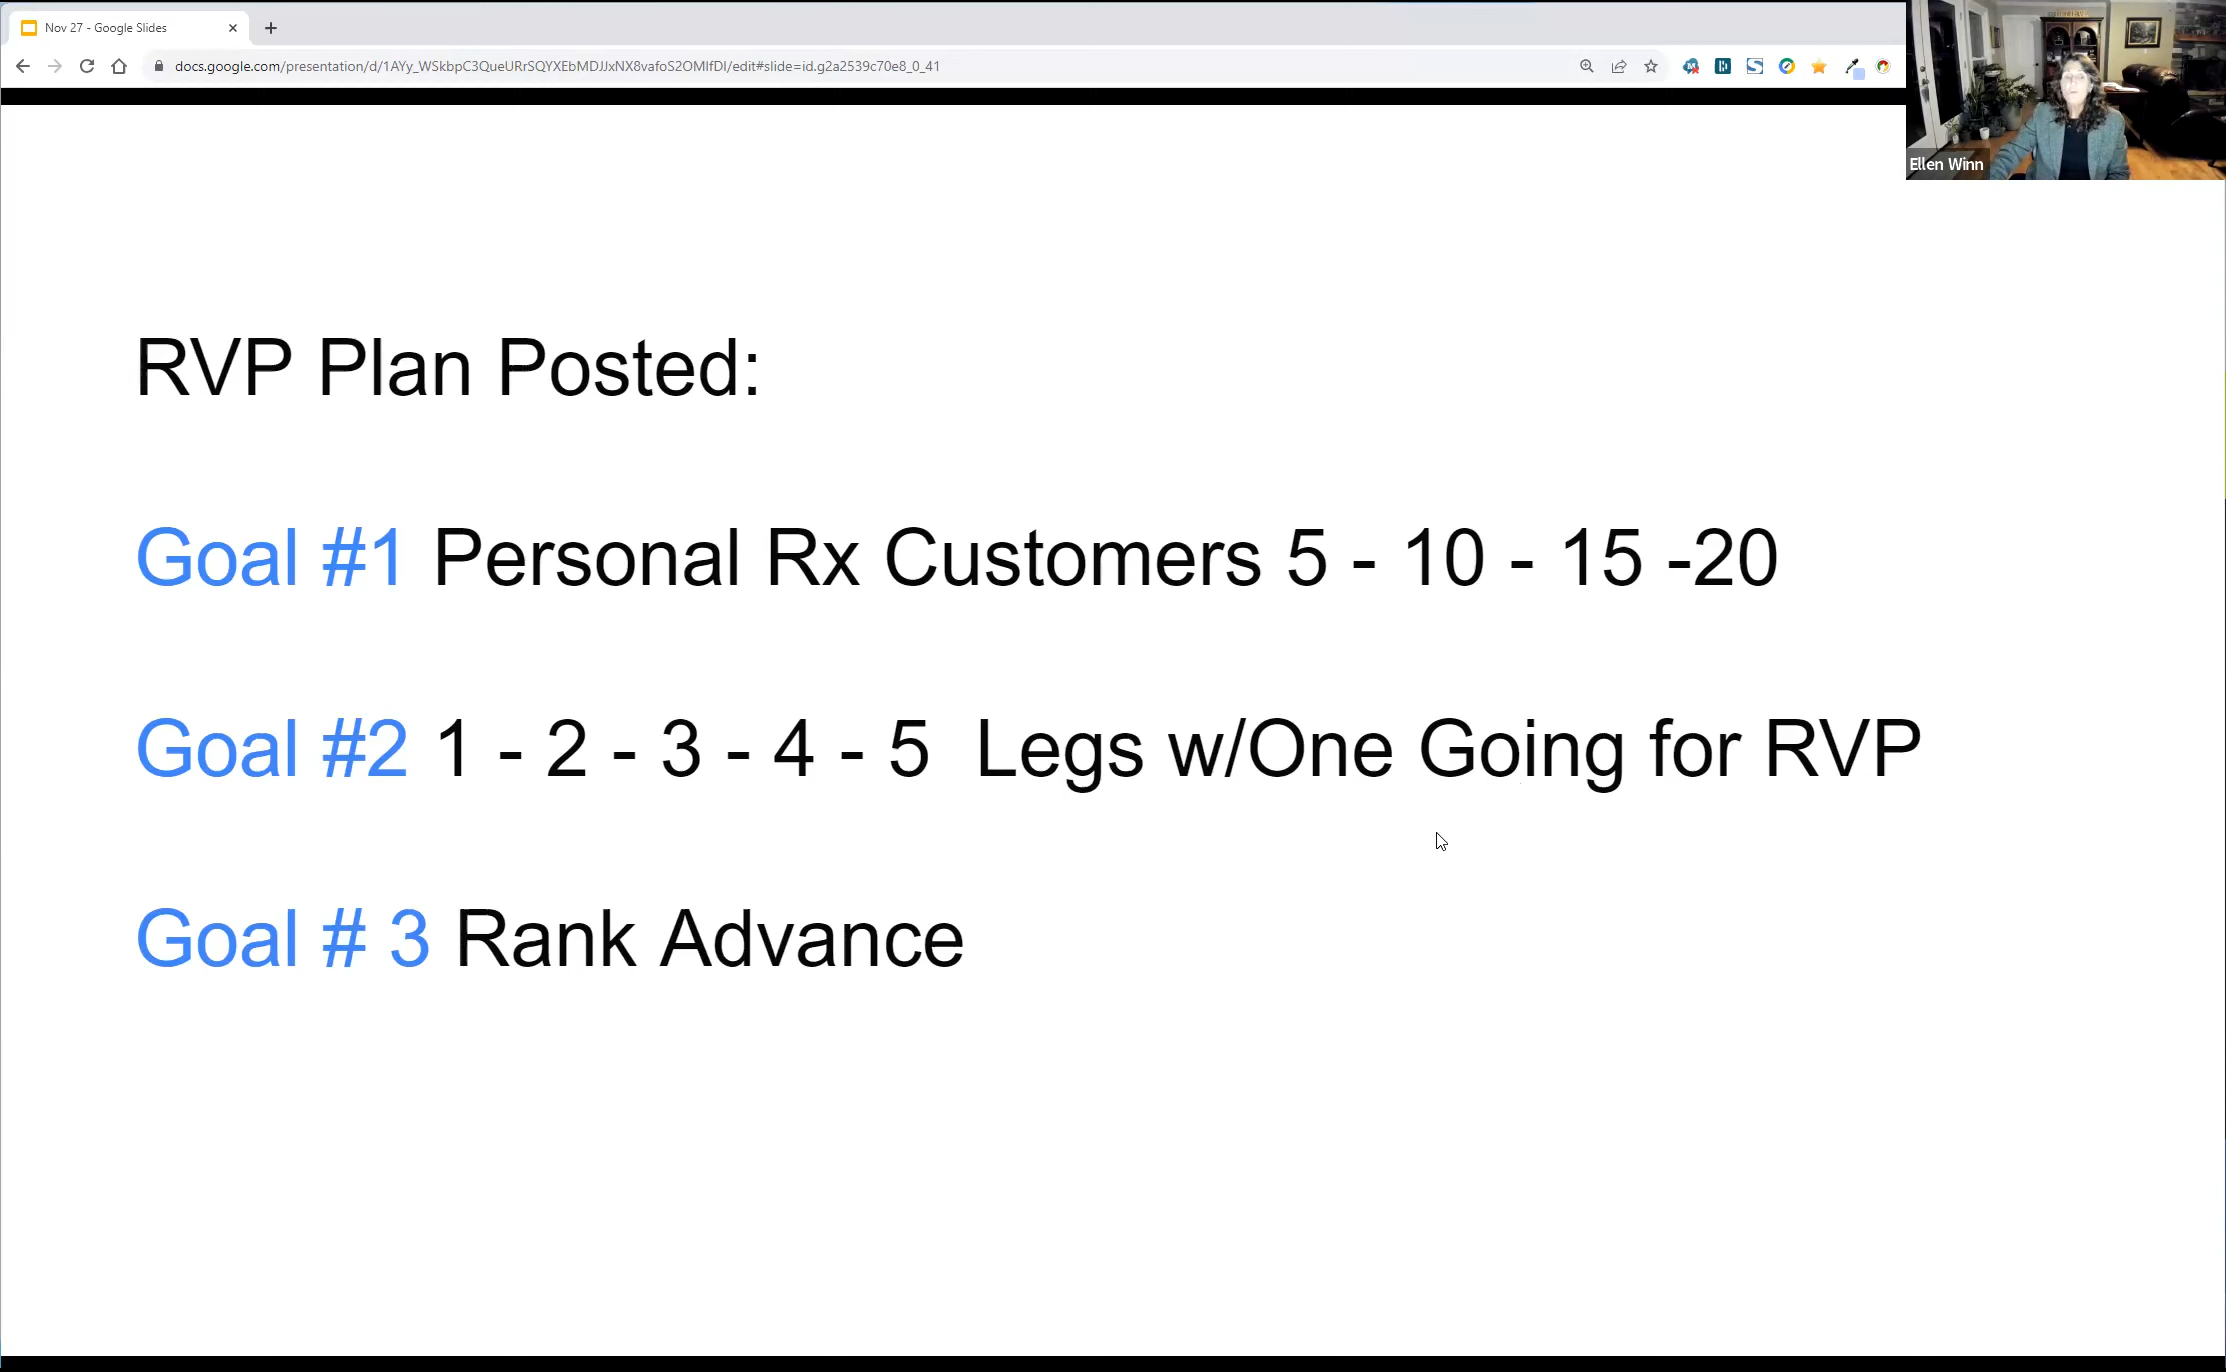 Nov 27 - Google Slides
docs.google.com/presentation/d/1AYy_WSkbpC3QueURrSQYXEbMDJJxNX8vafoS2OMlfDI/edit#slide=id.g2a2539c70e8_0_41
Ellen Winn
RVP Plan Posted:
Goal #1 Personal Rx Customers 5 - 10 - 15 -20
Goal #2 1 - 2 - 3 - 4 - 5  Legs w/One Going for RVP
Goal # 3 Rank Advance